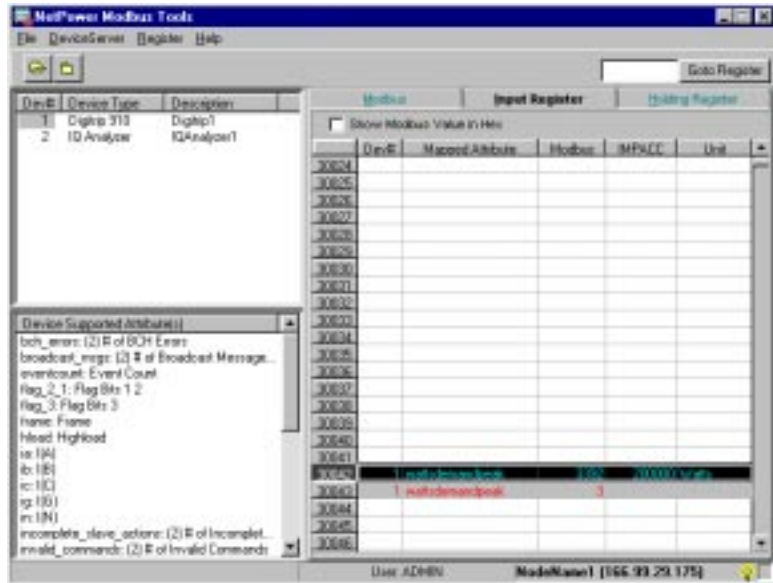 NetPower Modbus Tools
File DeviceServer Register Help
Goto Register
Dev# Device Type Description
1 Digitrip 910 Digitrip1
2 IQ Analyzer IQAnalyzer1
Modbus Input Register Holding Register
Show Modbus Value in Hex
Dev# Mapped Attribute Modbus IMPACC Unit
30024
30025
30026
30027
30028
30029
30030
30031
30032
30033
30034
30035
30036
30037
30038
30039
30040
30041
30042 1 wattsdemandpeak Watts
30043 1 wattsdemandpeak 3
30044
30045
30046
Device Supported Attribute(s)
bch_errors: (2) # of BCH Errors
broadcast_msgs: (2) # of Broadcast Message...
eventcount: Event Count
flag_2_1: Flag Bits 1 2
flag_3: Flag Bits 3
frame: Frame
hload: Highload
ia: I(A)
ib: I(B)
ic: I(C)
ig: I(G)
in: I(N)
incomplete_slave_actions: (2) # of Incomplet...
invalid_commands: (2) # of Invalid Commands
User: ADMIN NodeName1 (166.99.29.175)